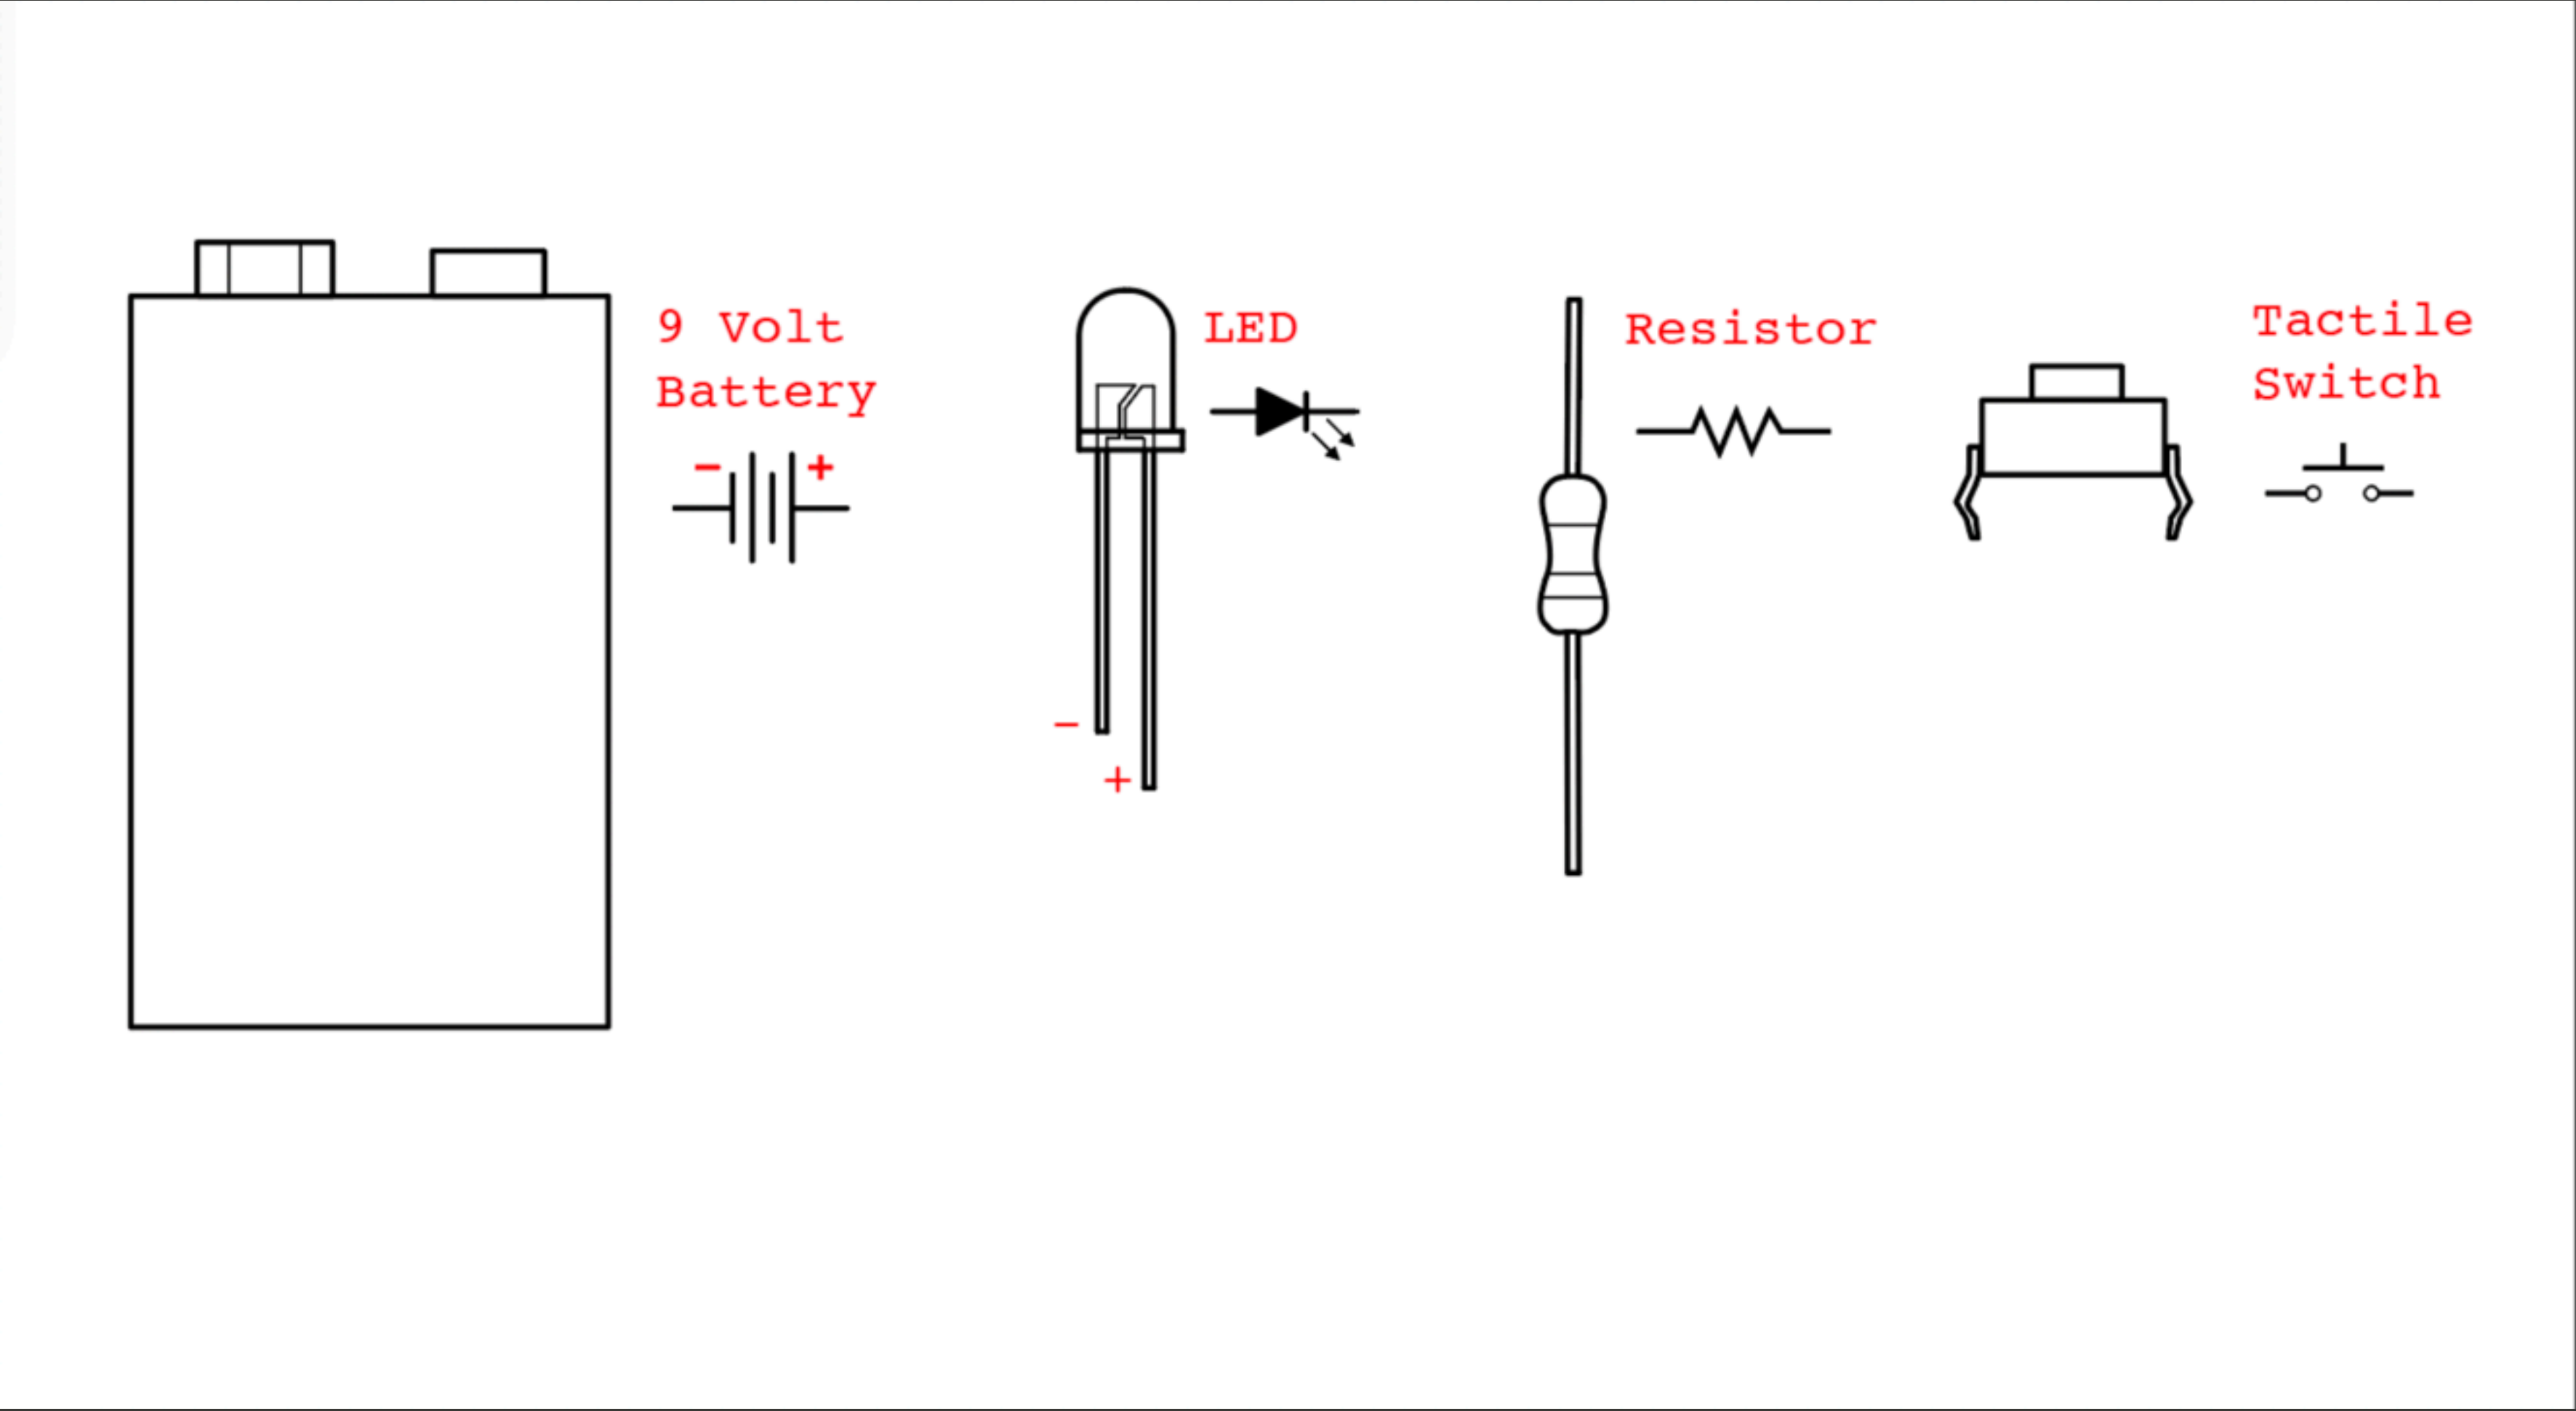 9 Volt
Battery
- +
LED
-
+
Resistor
Tactile
Switch